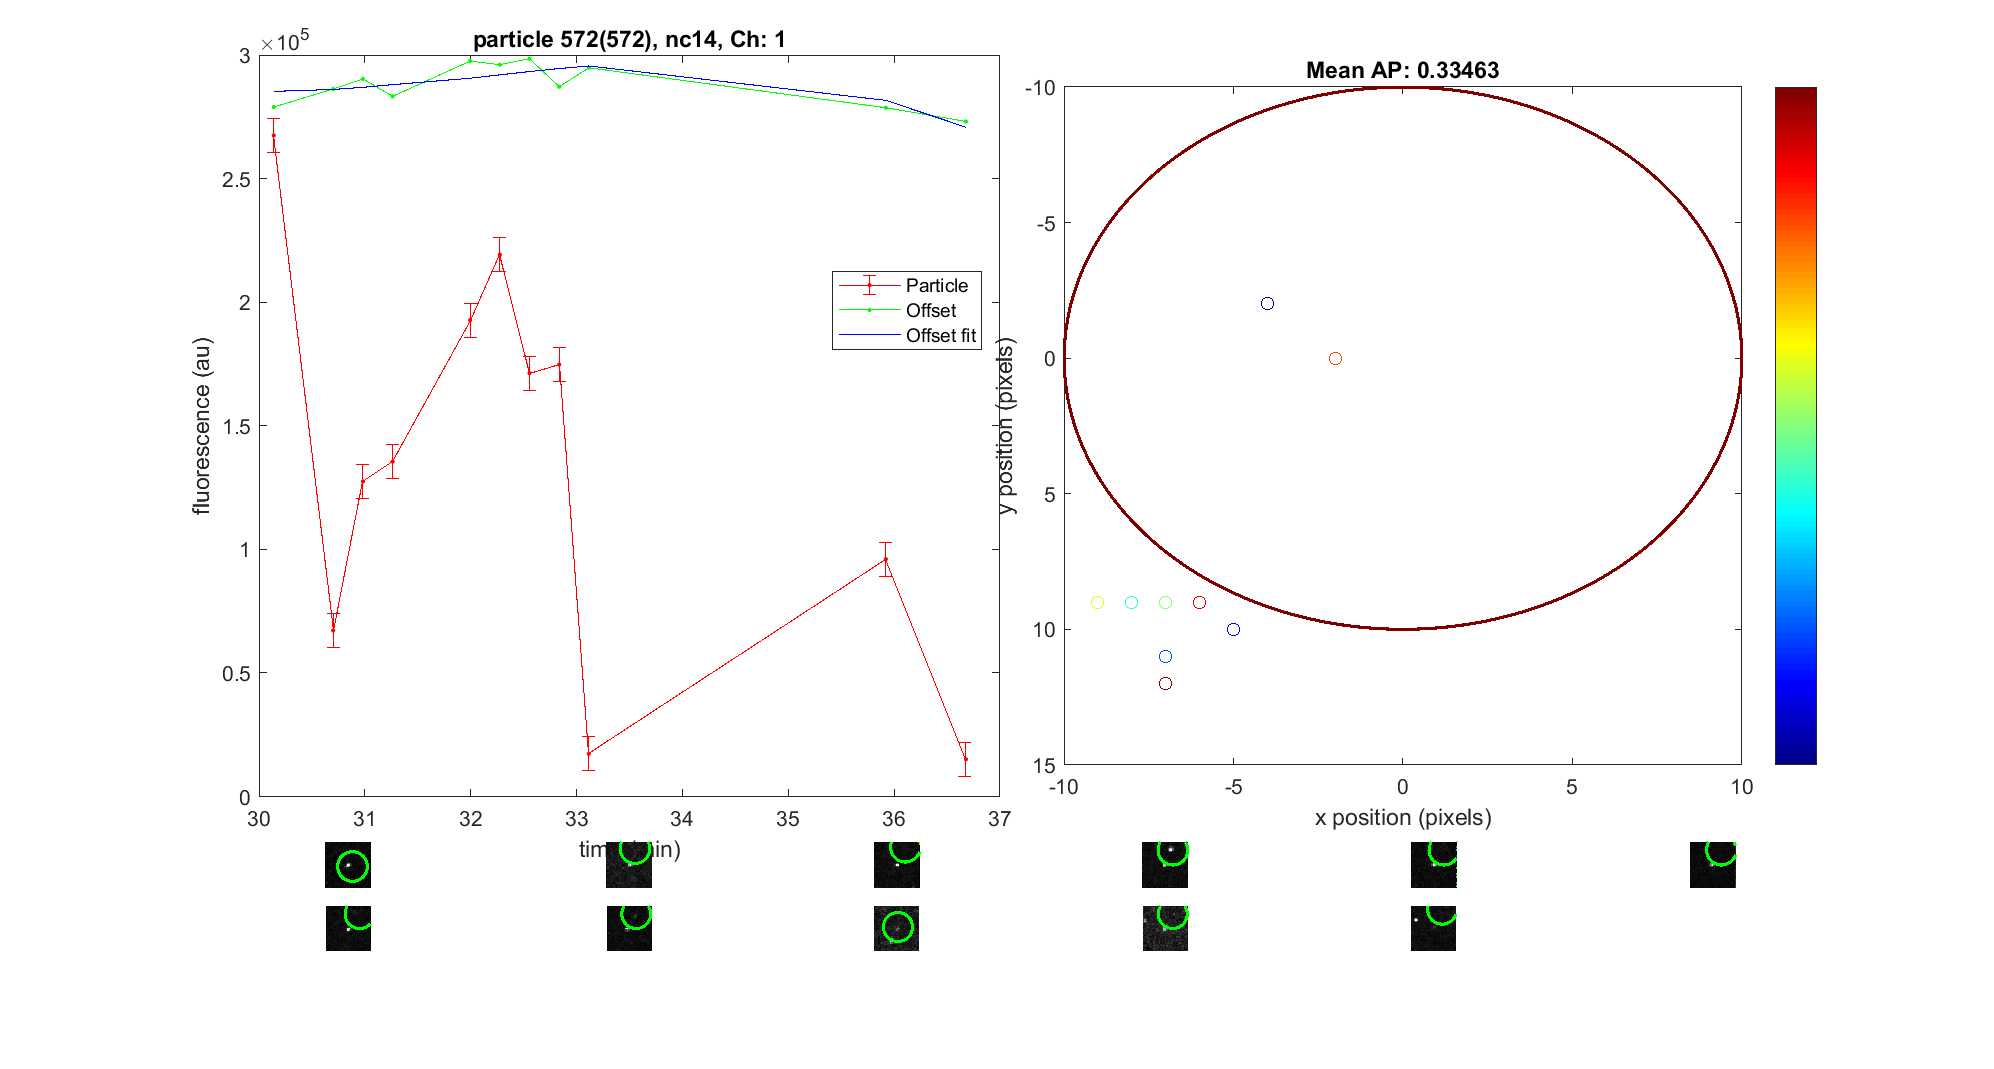 particle 572(572), nc14, Ch: 1
×10⁵
3
2.5
2
1.5
1
0.5
0
fluorescence (au)
30 31 32 33 34 35 36 37
Particle
Offset
Offset fit
Mean AP: 0.33463
-10
-5
0
5
10
15
y position (pixels)
-10 -5 0 5 10
x position (pixels)